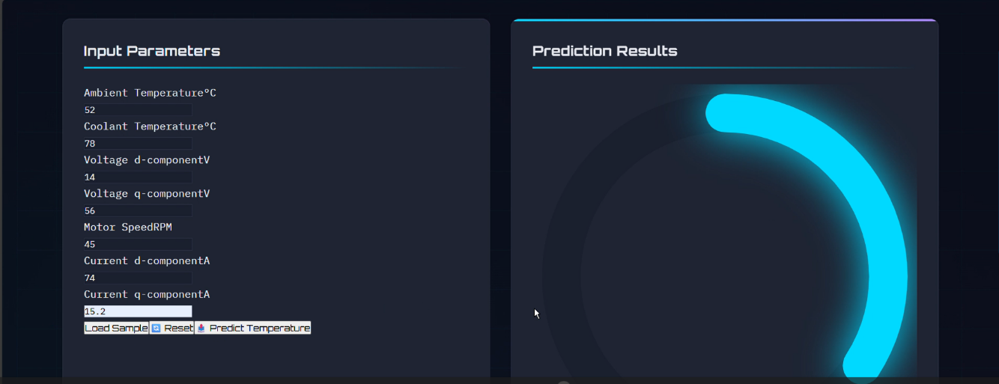 Input Parameters
Ambient Temperature°C
52
Coolant Temperature°C
78
Voltage d-componentV
14
Voltage q-componentV
56
Motor SpeedRPM
45
Current d-componentA
74
Current q-componentA
15.2
Load Sample Reset Predict Temperature
Prediction Results